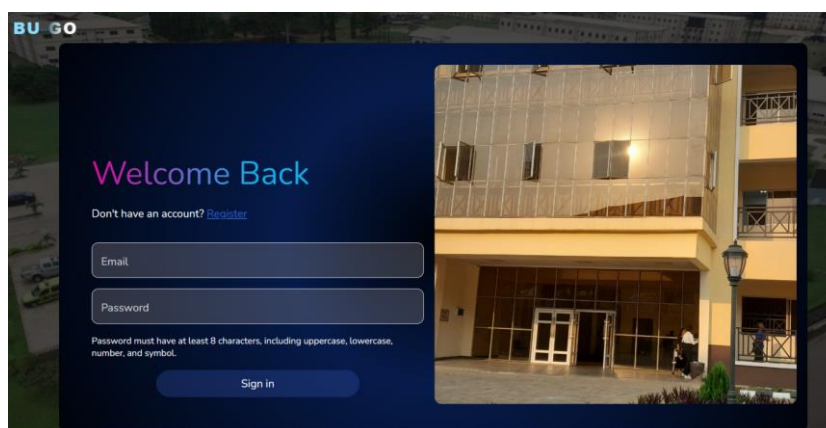 BU GO
Welcome Back
Don't have an account? Register
Email
Password
Password must have at least 8 characters, including uppercase, lowercase,
number, and symbol.
Sign in